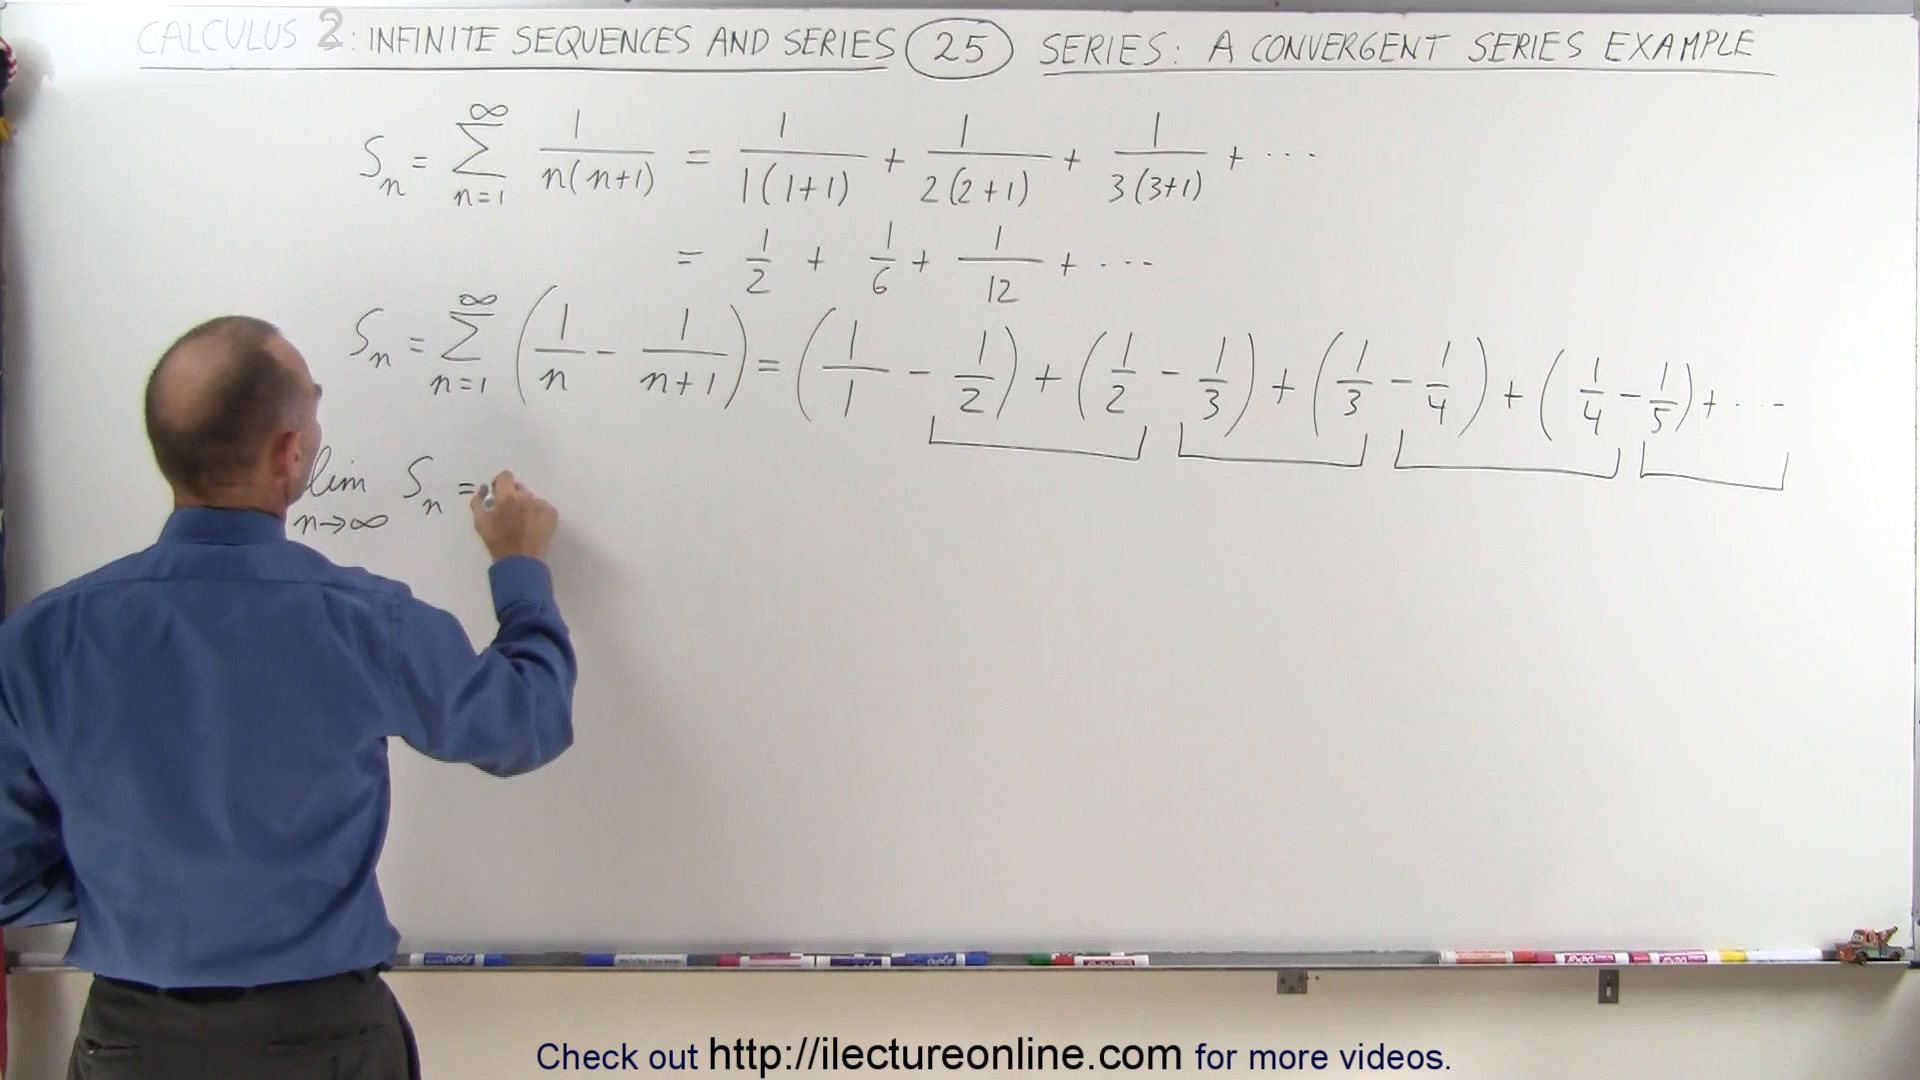 CALCULUS 2: INFINITE SEQUENCES AND SERIES 25 SERIES: A CONVERGENT SERIES EXAMPLE
Sₙ = ∑_{n=1}^{∞} 1/(n(n+1)) = 1/(1(1+1)) + 1/(2(2+1)) + 1/(3(3+1)) + ...
= 1/2 + 1/6 + 1/12 + ...
Sₙ = ∑_{n=1}^{∞} (1/n - 1/(n+1)) = (1/1 - 1/2) + (1/2 - 1/3) + (1/3 - 1/4) + (1/4 - 1/5) + ...
lim_{n→∞} Sₙ =
Check out http://ilectureonline.com for more videos.